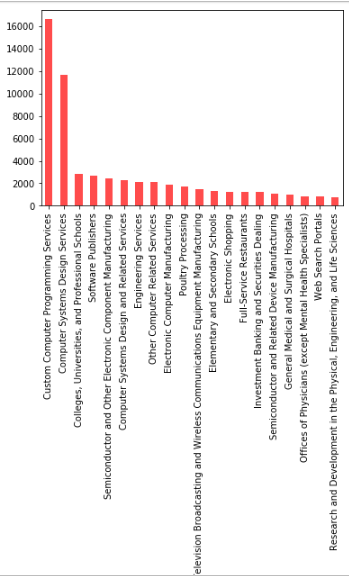 16000
14000
12000
10000
8000
6000
4000
2000
0
Custom Computer Programming Services
Computer Systems Design Services
Colleges, Universities, and Professional Schools
Software Publishers
Semiconductor and Other Electronic Component Manufacturing
Computer Systems Design and Related Services
Engineering Services
Other Computer Related Services
Electronic Computer Manufacturing
Poultry Processing
elevision Broadcasting and Wireless Communications Equipment Manufacturing
Elementary and Secondary Schools
Electronic Shopping
Full-Service Restaurants
Investment Banking and Securities Dealing
Semiconductor and Related Device Manufacturing
General Medical and Surgical Hospitals
Offices of Physicians (except Mental Health Specialists)
Web Search Portals
Research and Development in the Physical, Engineering, and Life Sciences